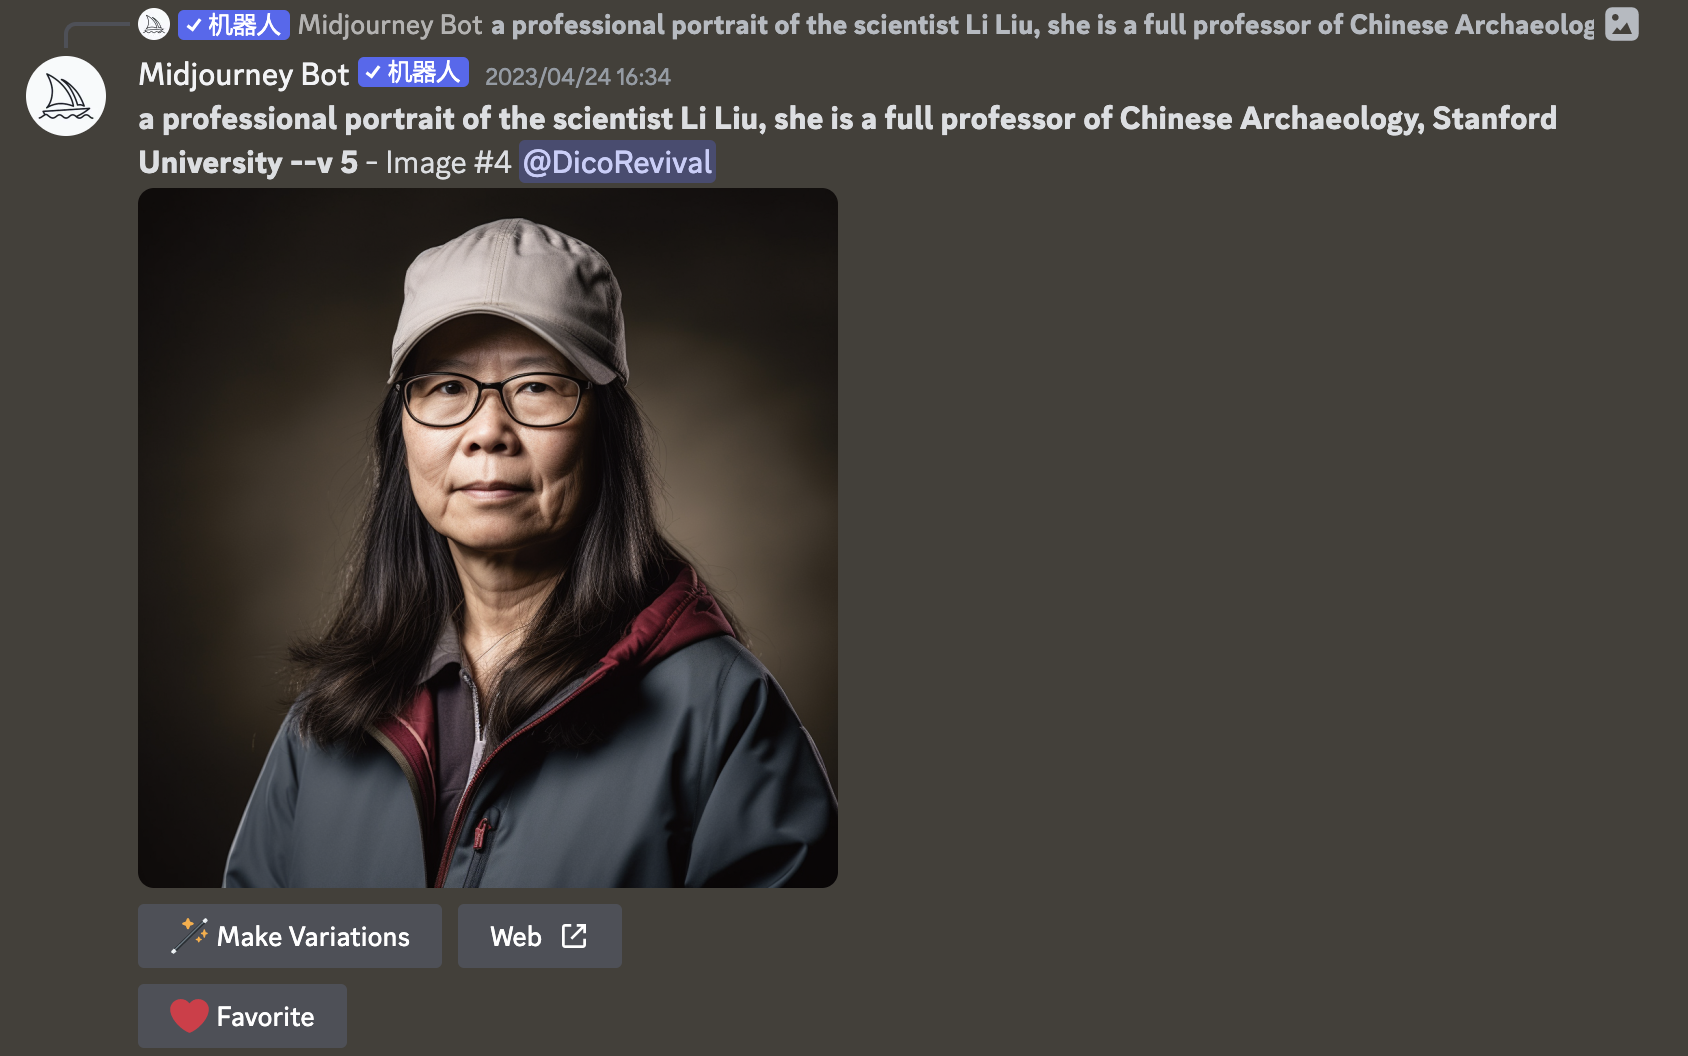 机器人 Midjourney Bot a professional portrait of the scientist Li Liu, she is a full professor of Chinese Archaeolog
Midjourney Bot 机器人 2023/04/24 16:34
a professional portrait of the scientist Li Liu, she is a full professor of Chinese Archaeology, Stanford
University --v 5 - Image #4 @DicoRevival
Make Variations Web
Favorite